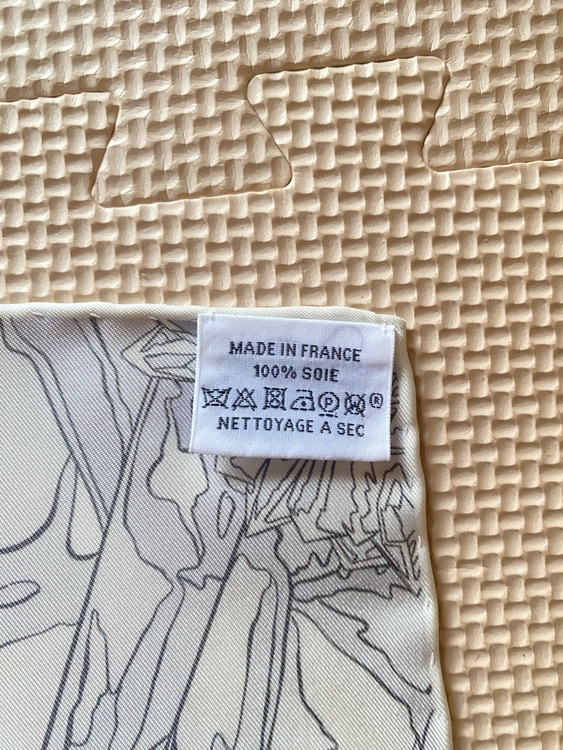 MADE IN FRANCE
100% SOIE
P W ®
NETTOYAGE A SEC